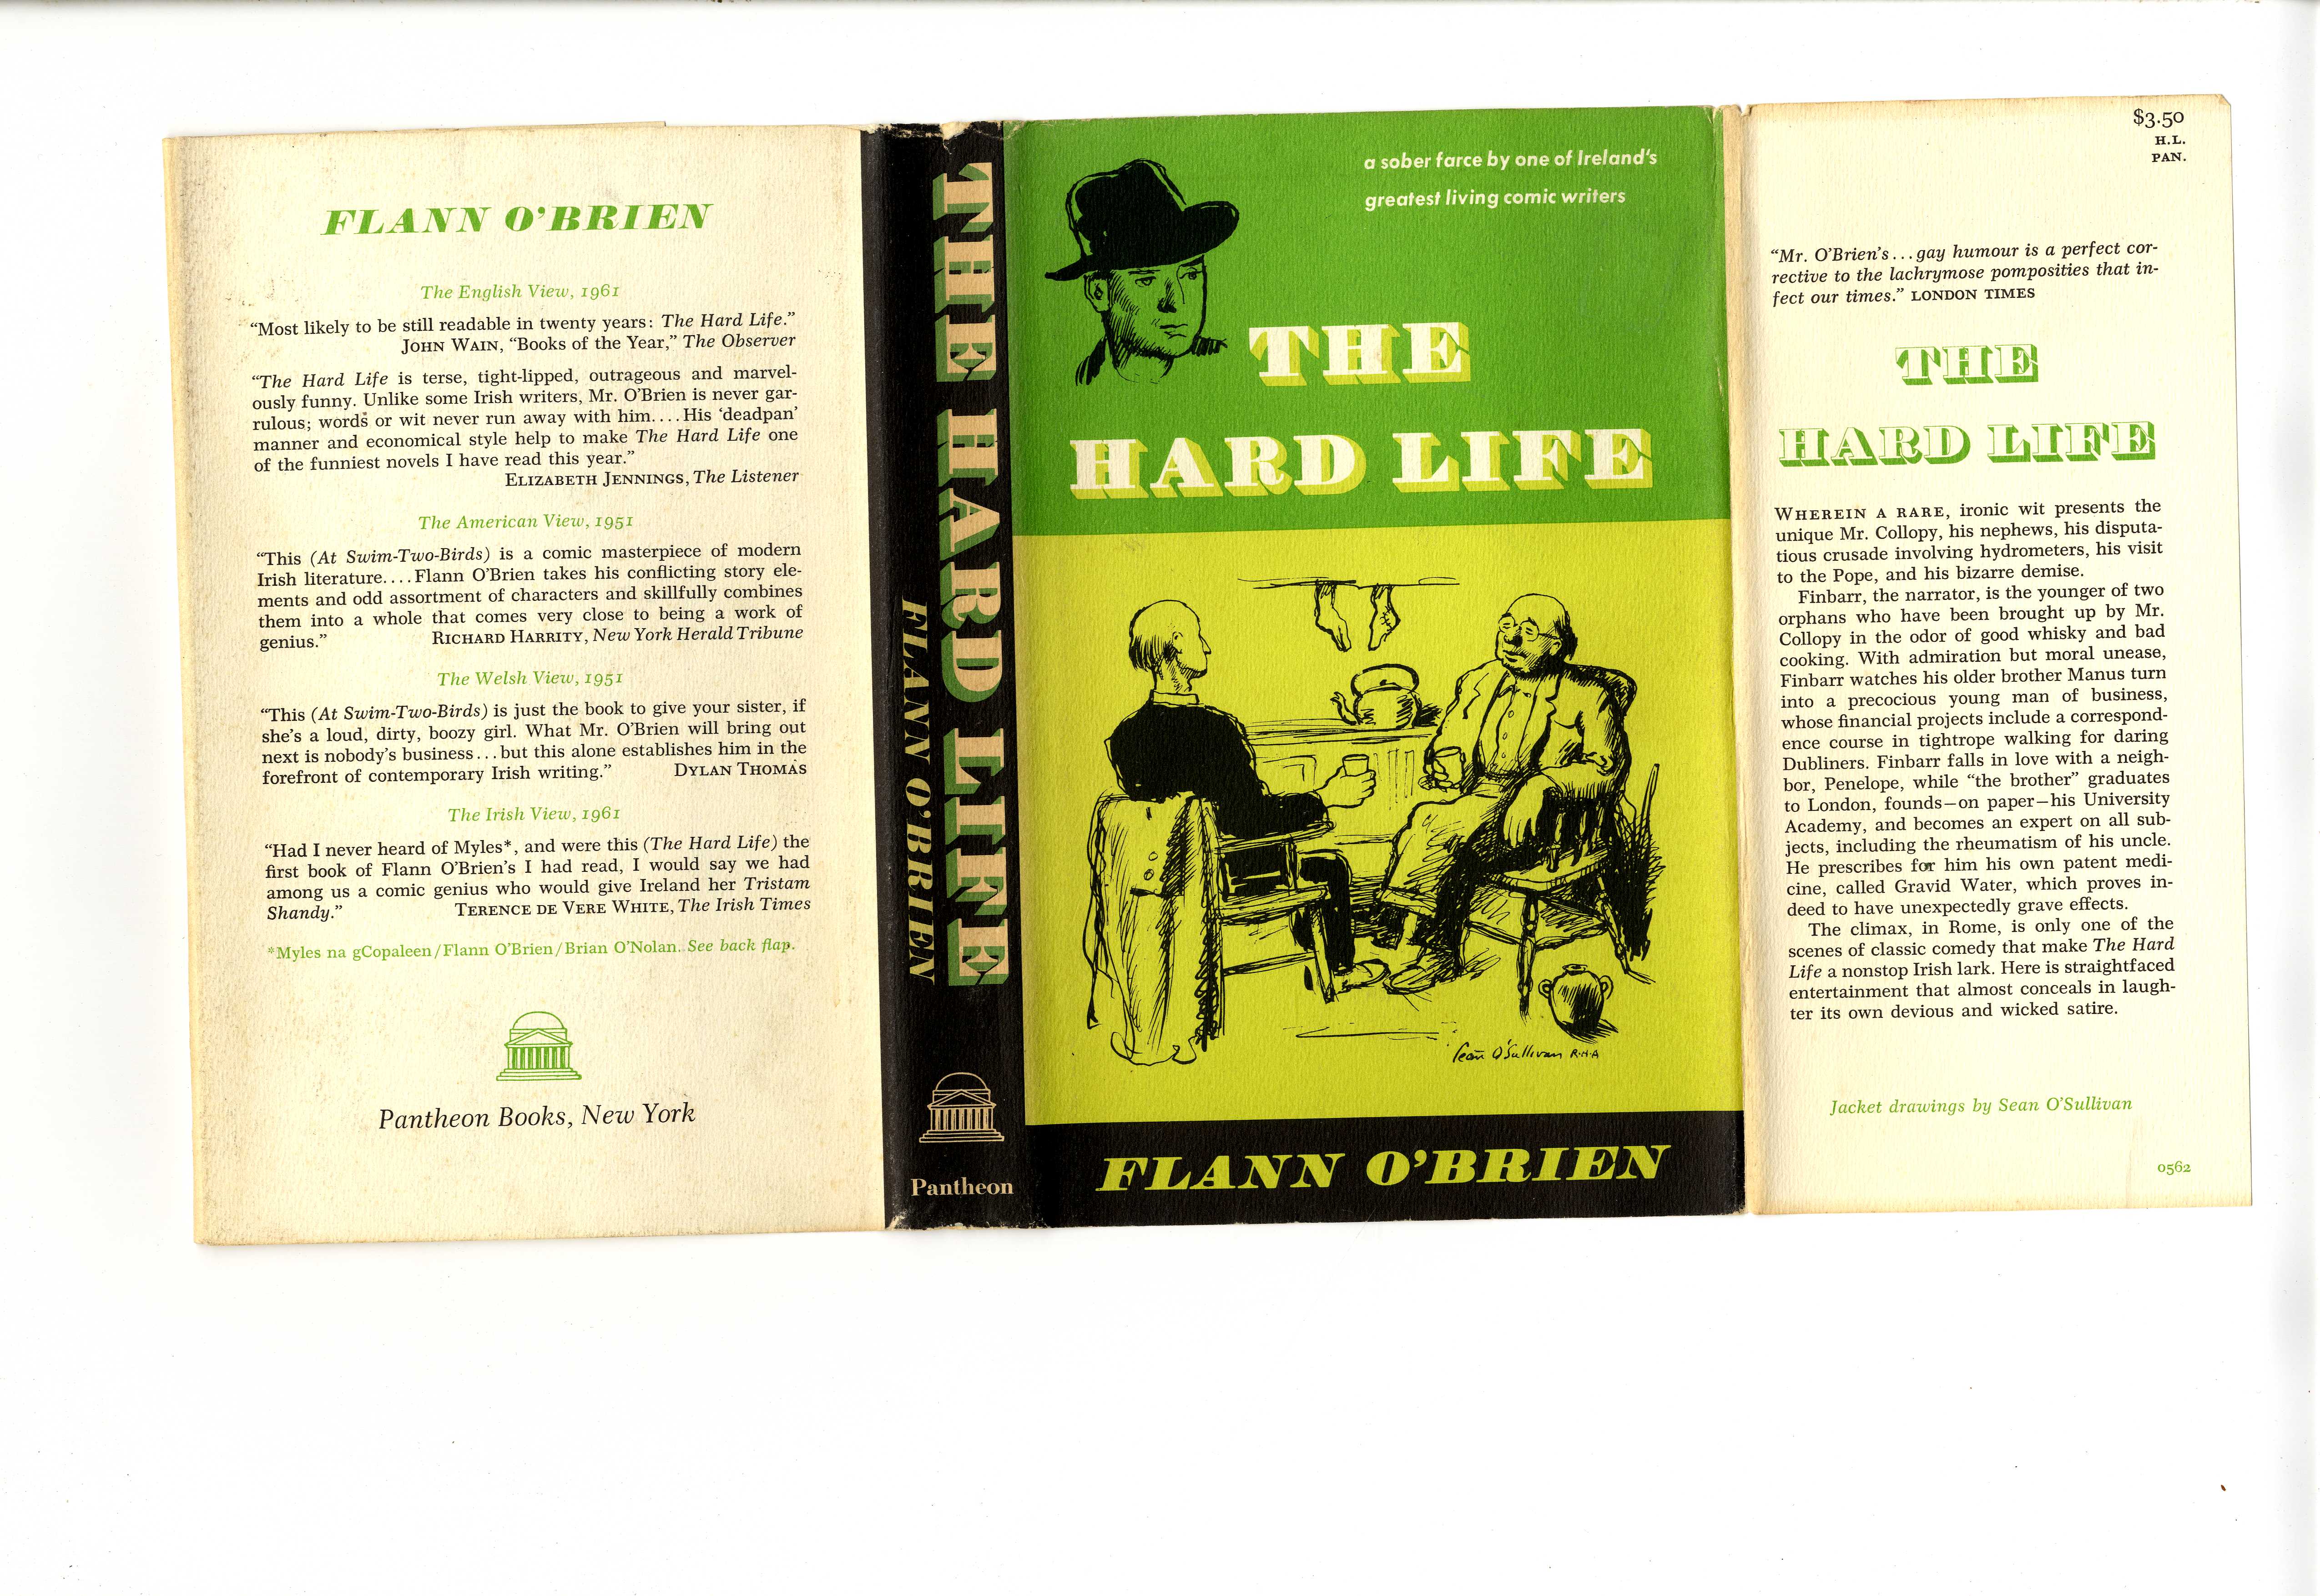 FLANN O'BRIEN
The English View, 1961
“Most likely to be still readable in twenty years: The Hard Life.”
JOHN WAIN, “Books of the Year,” The Observer
“The Hard Life is terse, tight-lipped, outrageous and marvel-
ously funny. Unlike some Irish writers, Mr. O’Brien is never gar-
rulous; words or wit never run away with him....His ‘deadpan’
manner and economical style help to make The Hard Life one
of the funniest novels I have read this year.”
ELIZABETH JENNINGS, The Listener
The American View, 1951
“This (At Swim-Two-Birds) is a comic masterpiece of modern
Irish literature....Flann O’Brien takes his conflicting story ele-
ments and odd assortment of characters and skillfully combines
them into a whole that comes very close to being a work of
genius.” RICHARD HARRITY, New York Herald Tribune
The Welsh View, 1951
“This (At Swim-Two-Birds) is just the book to give your sister, if
she’s a loud, dirty, boozy girl. What Mr. O’Brien will bring out
next is nobody’s business...but this alone establishes him in the
forefront of contemporary Irish writing.” DYLAN THOMAS
The Irish View, 1961
“Had I never heard of Myles*, and were this (The Hard Life) the
first book of Flann O’Brien’s I had read, I would say we had
among us a comic genius who would give Ireland her Tristam
Shandy.” TERENCE DE VERE WHITE, The Irish Times
*Myles na gCopaleen/Flann O’Brien/Brian O’Nolan. See back flap.
Pantheon Books, New York
THE HARD LIFE
FLANN O’BRIEN
Pantheon
a sober farce by one of Ireland’s
greatest living comic writers
THE
HARD LIFE
Seán O'Sullivan R.H.A
FLANN O’BRIEN
$3.50
H.L.
PAN.
“Mr. O’Brien’s...gay humour is a perfect cor-
rective to the lachrymose pomposities that in-
fect our times.” LONDON TIMES
THE
HARD LIFE
WHEREIN A RARE, ironic wit presents the
unique Mr. Collopy, his nephews, his disputa-
tious crusade involving hydrometers, his visit
to the Pope, and his bizarre demise.
Finbarr, the narrator, is the younger of two
orphans who have been brought up by Mr.
Collopy in the odor of good whisky and bad
cooking. With admiration but moral unease,
Finbarr watches his older brother Manus turn
into a precocious young man of business,
whose financial projects include a correspond-
ence course in tightrope walking for daring
Dubliners. Finbarr falls in love with a neigh-
bor, Penelope, while “the brother” graduates
to London, founds—on paper—his University
Academy, and becomes an expert on all sub-
jects, including the rheumatism of his uncle.
He prescribes for him his own patent medi-
cine, called Gravid Water, which proves in-
deed to have unexpectedly grave effects.
The climax, in Rome, is only one of the
scenes of classic comedy that make The Hard
Life a nonstop Irish lark. Here is straightfaced
entertainment that almost conceals in laugh-
ter its own devious and wicked satire.
Jacket drawings by Sean O’Sullivan
0562